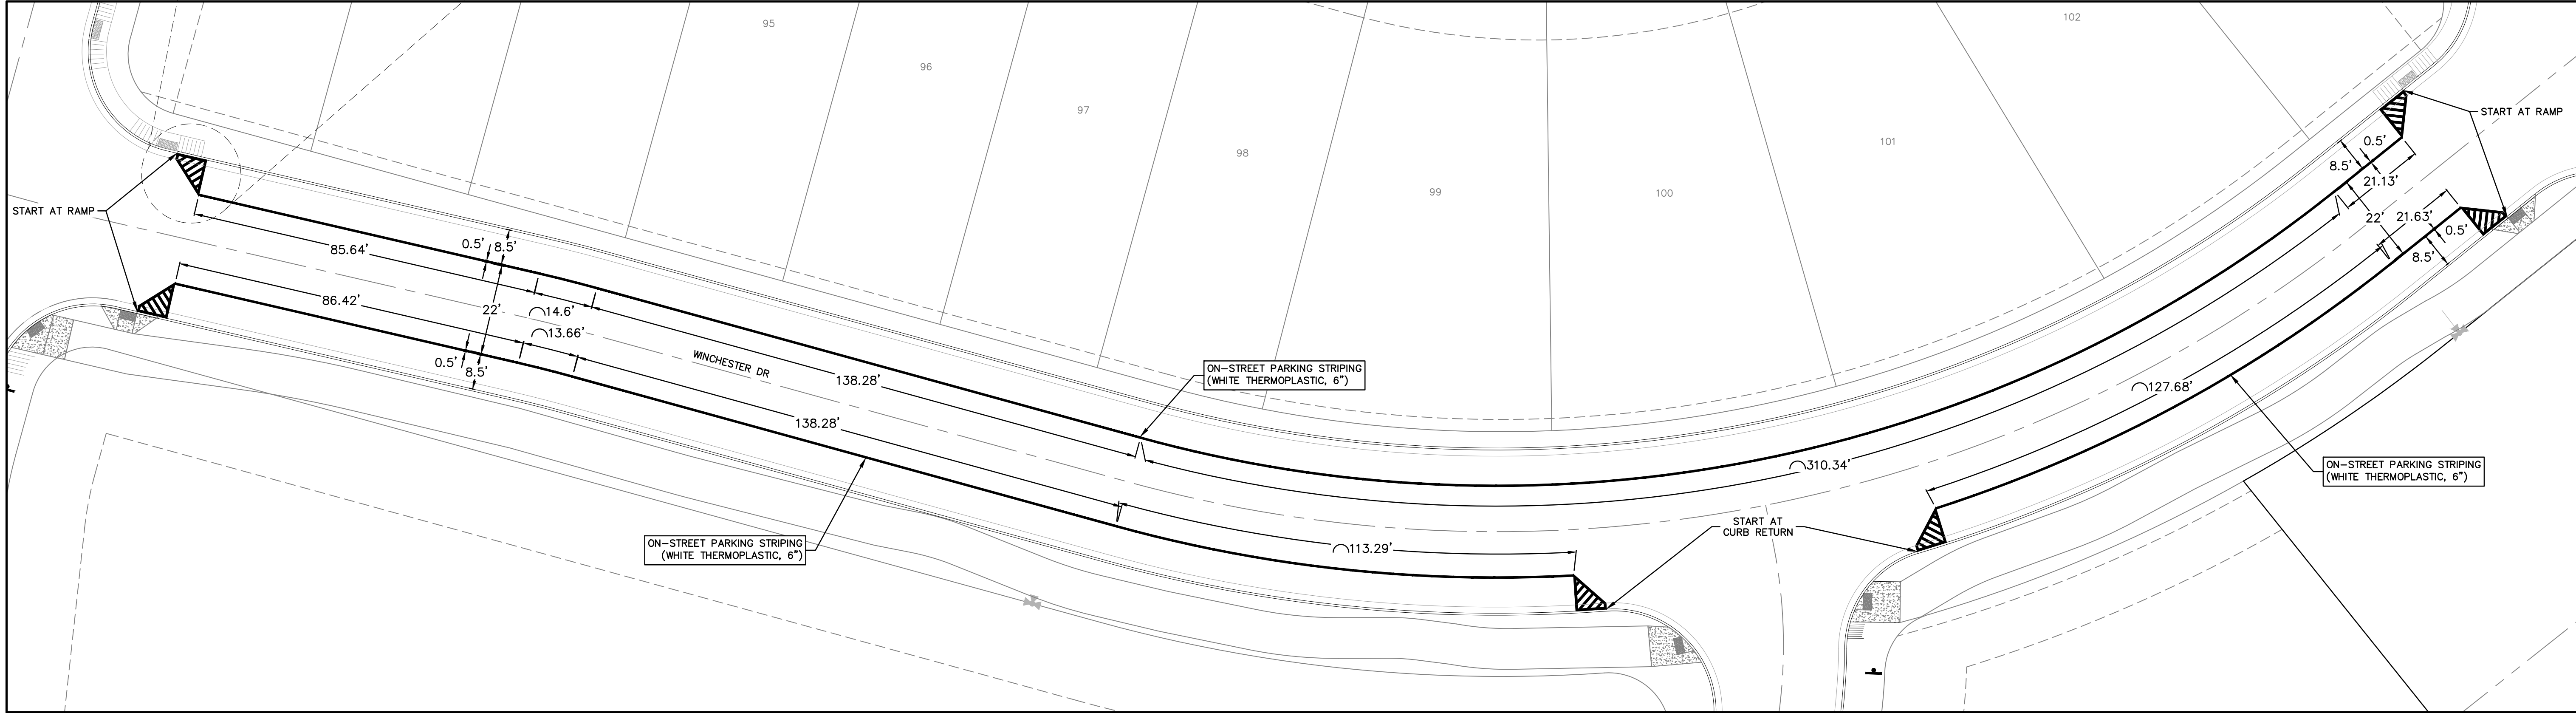 95
96
97
98
99
100
101
102
START AT RAMP
85.64'
0.5'
8.5'
86.42'
22'
⌒14.6'
⌒13.66'
0.5'
8.5'
WINCHESTER DR
138.28'
138.28'
ON-STREET PARKING STRIPING
(WHITE THERMOPLASTIC, 6")
ON-STREET PARKING STRIPING
(WHITE THERMOPLASTIC, 6")
⌒113.29'
START AT
CURB RETURN
⌒310.34'
⌒127.68'
ON-STREET PARKING STRIPING
(WHITE THERMOPLASTIC, 6")
START AT RAMP
0.5'
8.5'
21.13'
22'
21.63'
0.5'
8.5'